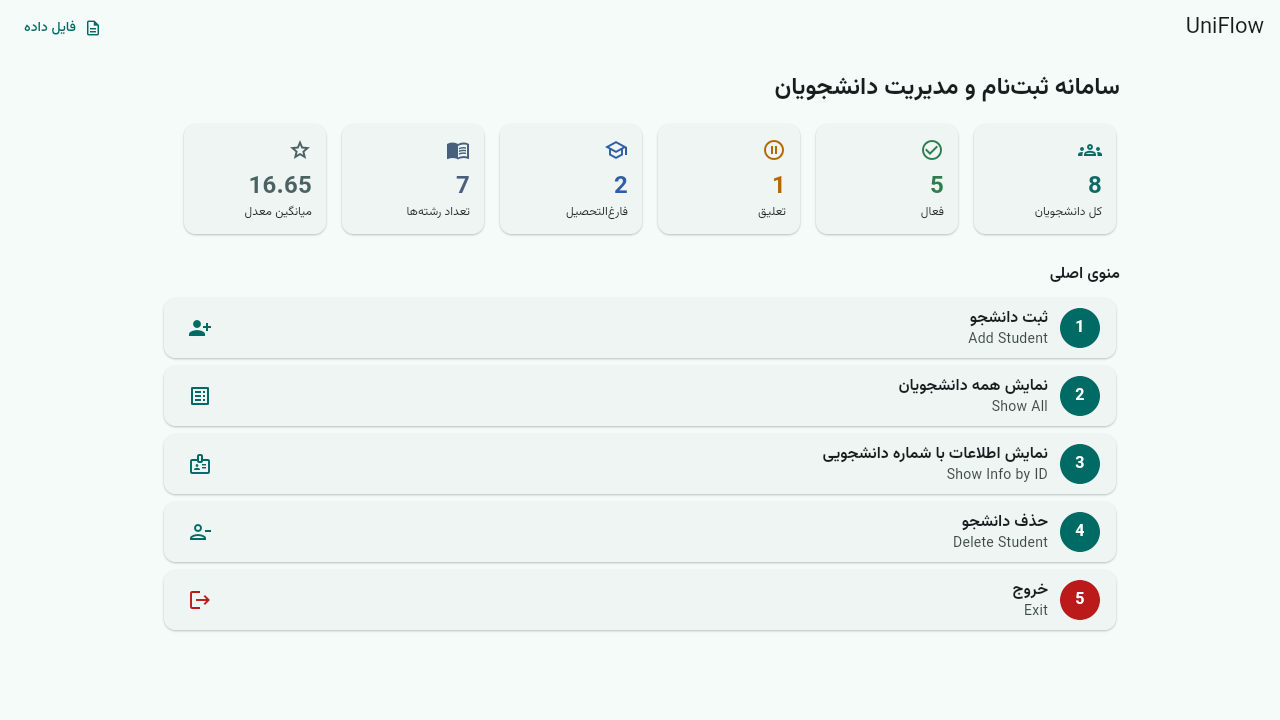 UniFlow
فایل داده
سامانه ثبت‌نام و مدیریت دانشجویان
8
کل دانشجویان
5
فعال
1
تعلیق
2
فارغ‌التحصیل
7
تعداد رشته‌ها
16.65
میانگین معدل
منوی اصلی
1
ثبت دانشجو
Add Student
2
نمایش همه دانشجویان
Show All
3
نمایش اطلاعات با شماره دانشجویی
Show Info by ID
4
حذف دانشجو
Delete Student
5
خروج
Exit